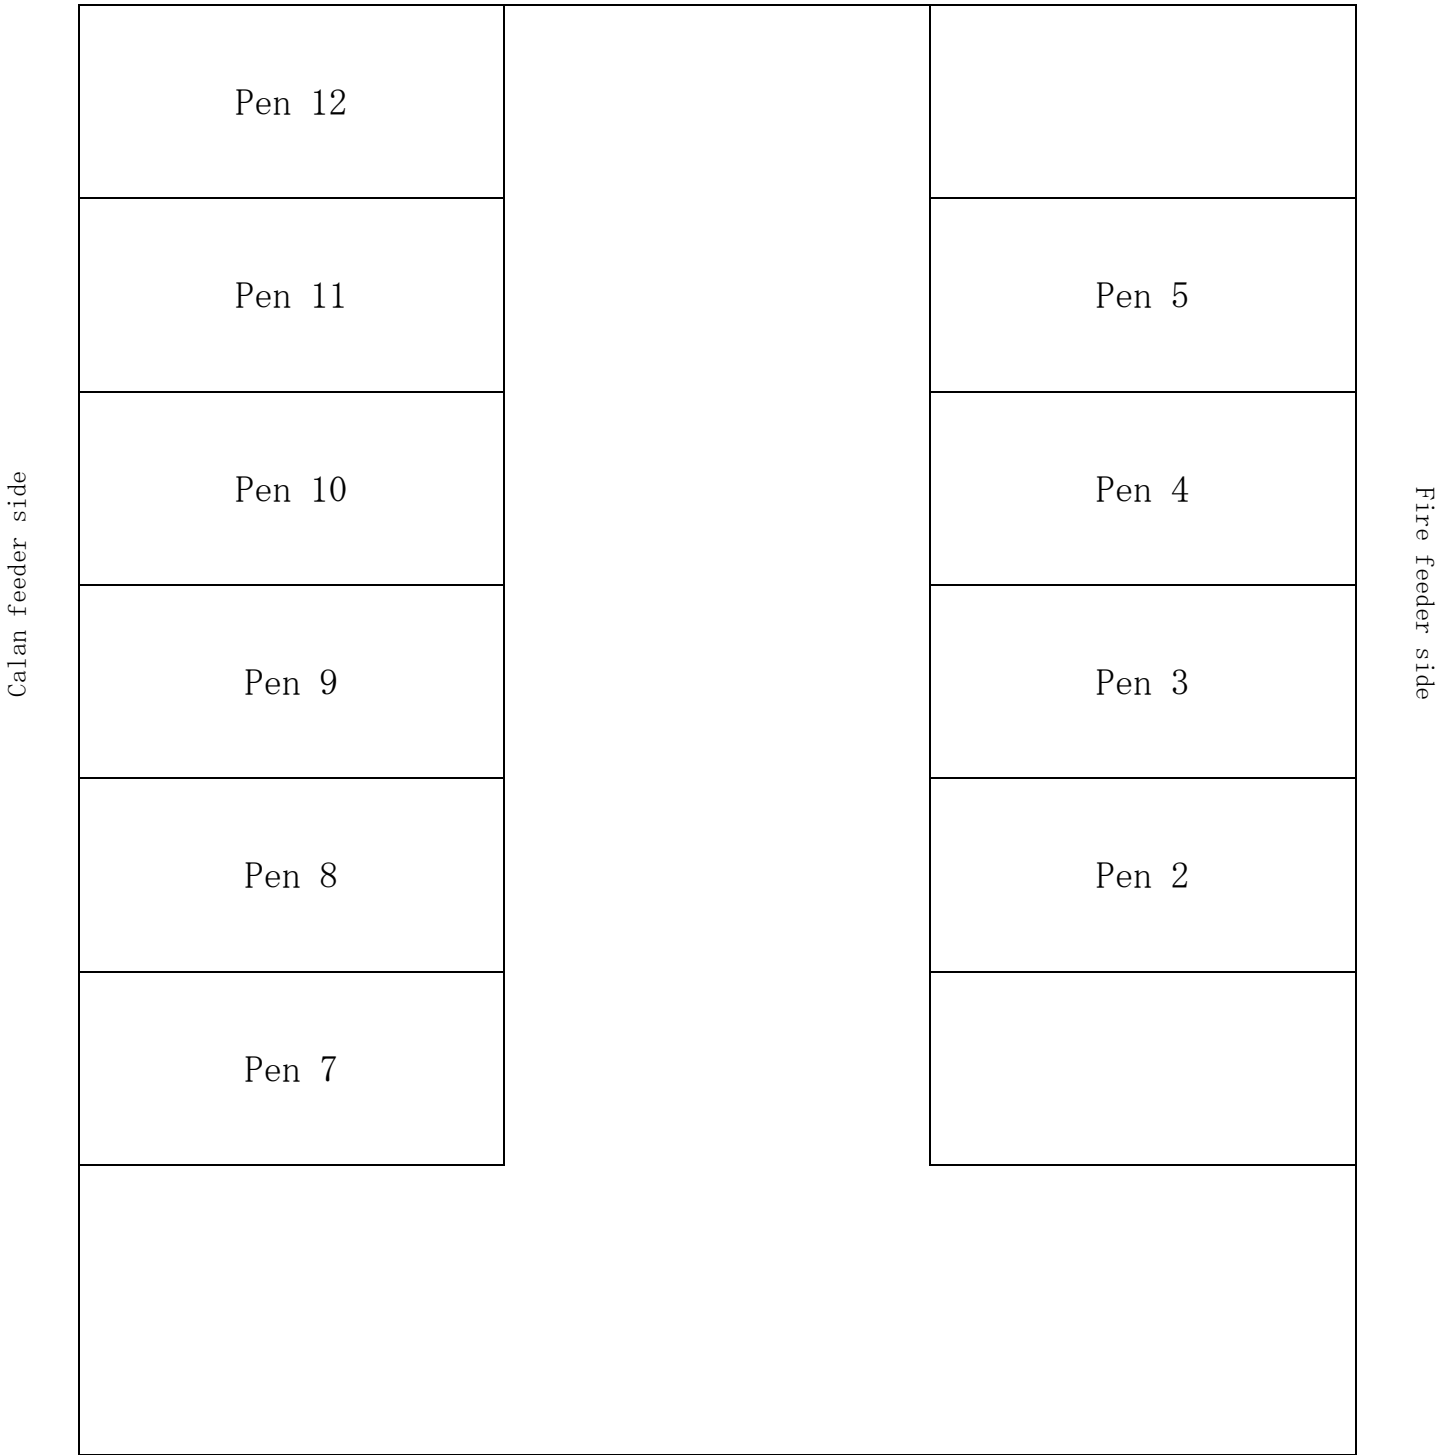 Pen 12
Pen 11
Pen 5
Pen 10
Pen 4
Calan feeder side
Fire feeder side
Pen 9
Pen 3
Pen 8
Pen 2
Pen 7